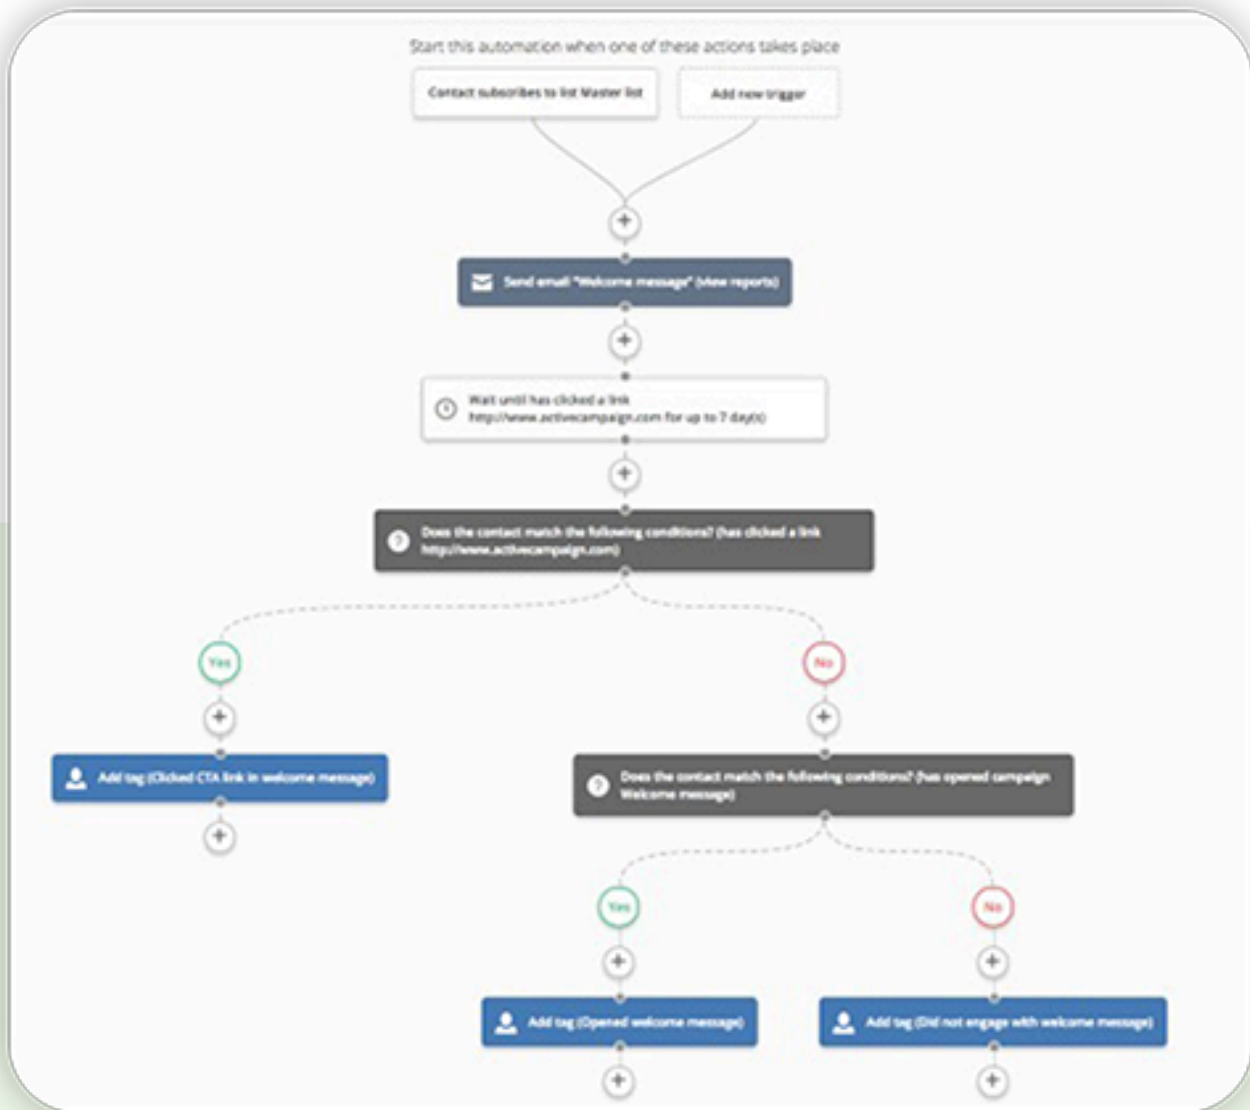 Start this automation when one of these actions takes place
Contact subscribes to list Master list
Add new trigger
Send email "Welcome message" (view reports)
Wait until has clicked a link
http://www.activecampaign.com for up to 7 day(s)
Does the contact match the following conditions? (has clicked a link
http://www.activecampaign.com)
Yes
No
Add tag (Clicked CTA link in welcome message)
Does the contact match the following conditions? (has opened campaign
Welcome message)
Yes
No
Add tag (Opened welcome message)
Add tag (Did not engage with welcome message)